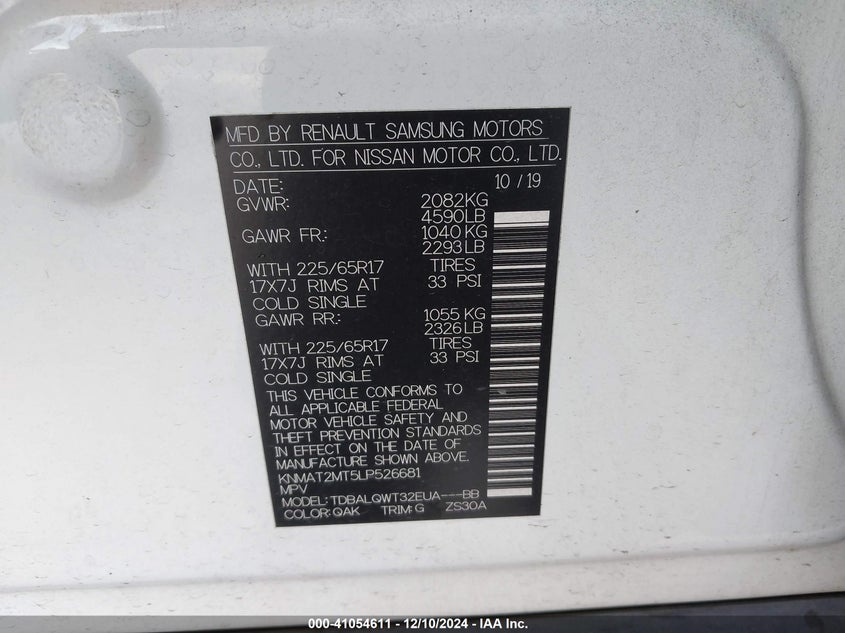 MFD BY RENAULT SAMSUNG MOTORS
CO., LTD. FOR NISSAN MOTOR CO., LTD.
DATE: 10 / 19
GVWR: 2082KG
4590LB
GAWR FR: 1040 KG
2293LB
WITH 225/65R17 TIRES
17X7J RIMS AT 33 PSI
COLD SINGLE
GAWR RR: 1055 KG
2326LB
WITH 225/65R17 TIRES
17X7J RIMS AT 33 PSI
COLD SINGLE
THIS VEHICLE CONFORMS TO
ALL APPLICABLE FEDERAL
MOTOR VEHICLE SAFETY AND
THEFT PREVENTION STANDARDS
IN EFFECT ON THE DATE OF
MANUFACTURE SHOWN ABOVE.
KNMAT2MT5LP526681
MPV
MODEL: TDBALQWT32EUA---BB
COLOR: QAK TRIM: G ZS30A
000-41054611 - 12/10/2024 - IAA Inc.